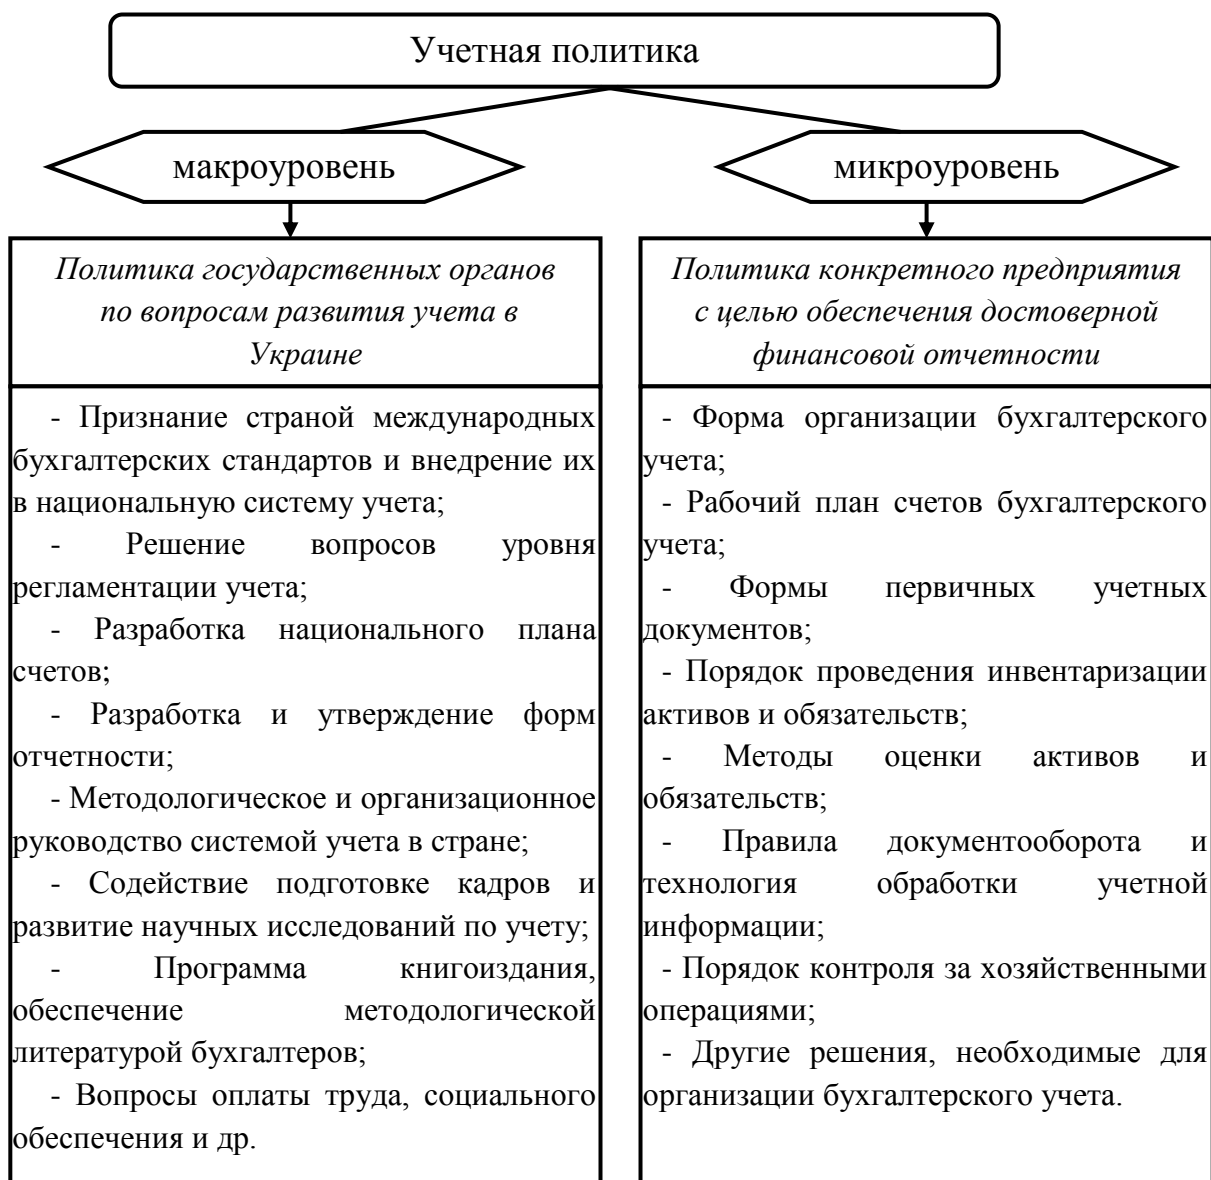 Учетная политика
макроуровень
микроуровень
Политика государственных органов
по вопросам развития учета в
Украине
- Признание страной международных
бухгалтерских стандартов и внедрение их
в национальную систему учета;
- Решение вопросов уровня
регламентации учета;
- Разработка национального плана
счетов;
- Разработка и утверждение форм
отчетности;
- Методологическое и организационное
руководство системой учета в стране;
- Содействие подготовке кадров и
развитие научных исследований по учету;
- Программа книгоиздания,
обеспечение методологической
литературой бухгалтеров;
- Вопросы оплаты труда, социального
обеспечения и др.
Политика конкретного предприятия
с целью обеспечения достоверной
финансовой отчетности
- Форма организации бухгалтерского
учета;
- Рабочий план счетов бухгалтерского
учета;
- Формы первичных учетных
документов;
- Порядок проведения инвентаризации
активов и обязательств;
- Методы оценки активов и
обязательств;
- Правила документооборота и
технология обработки учетной
информации;
- Порядок контроля за хозяйственными
операциями;
- Другие решения, необходимые для
организации бухгалтерского учета.